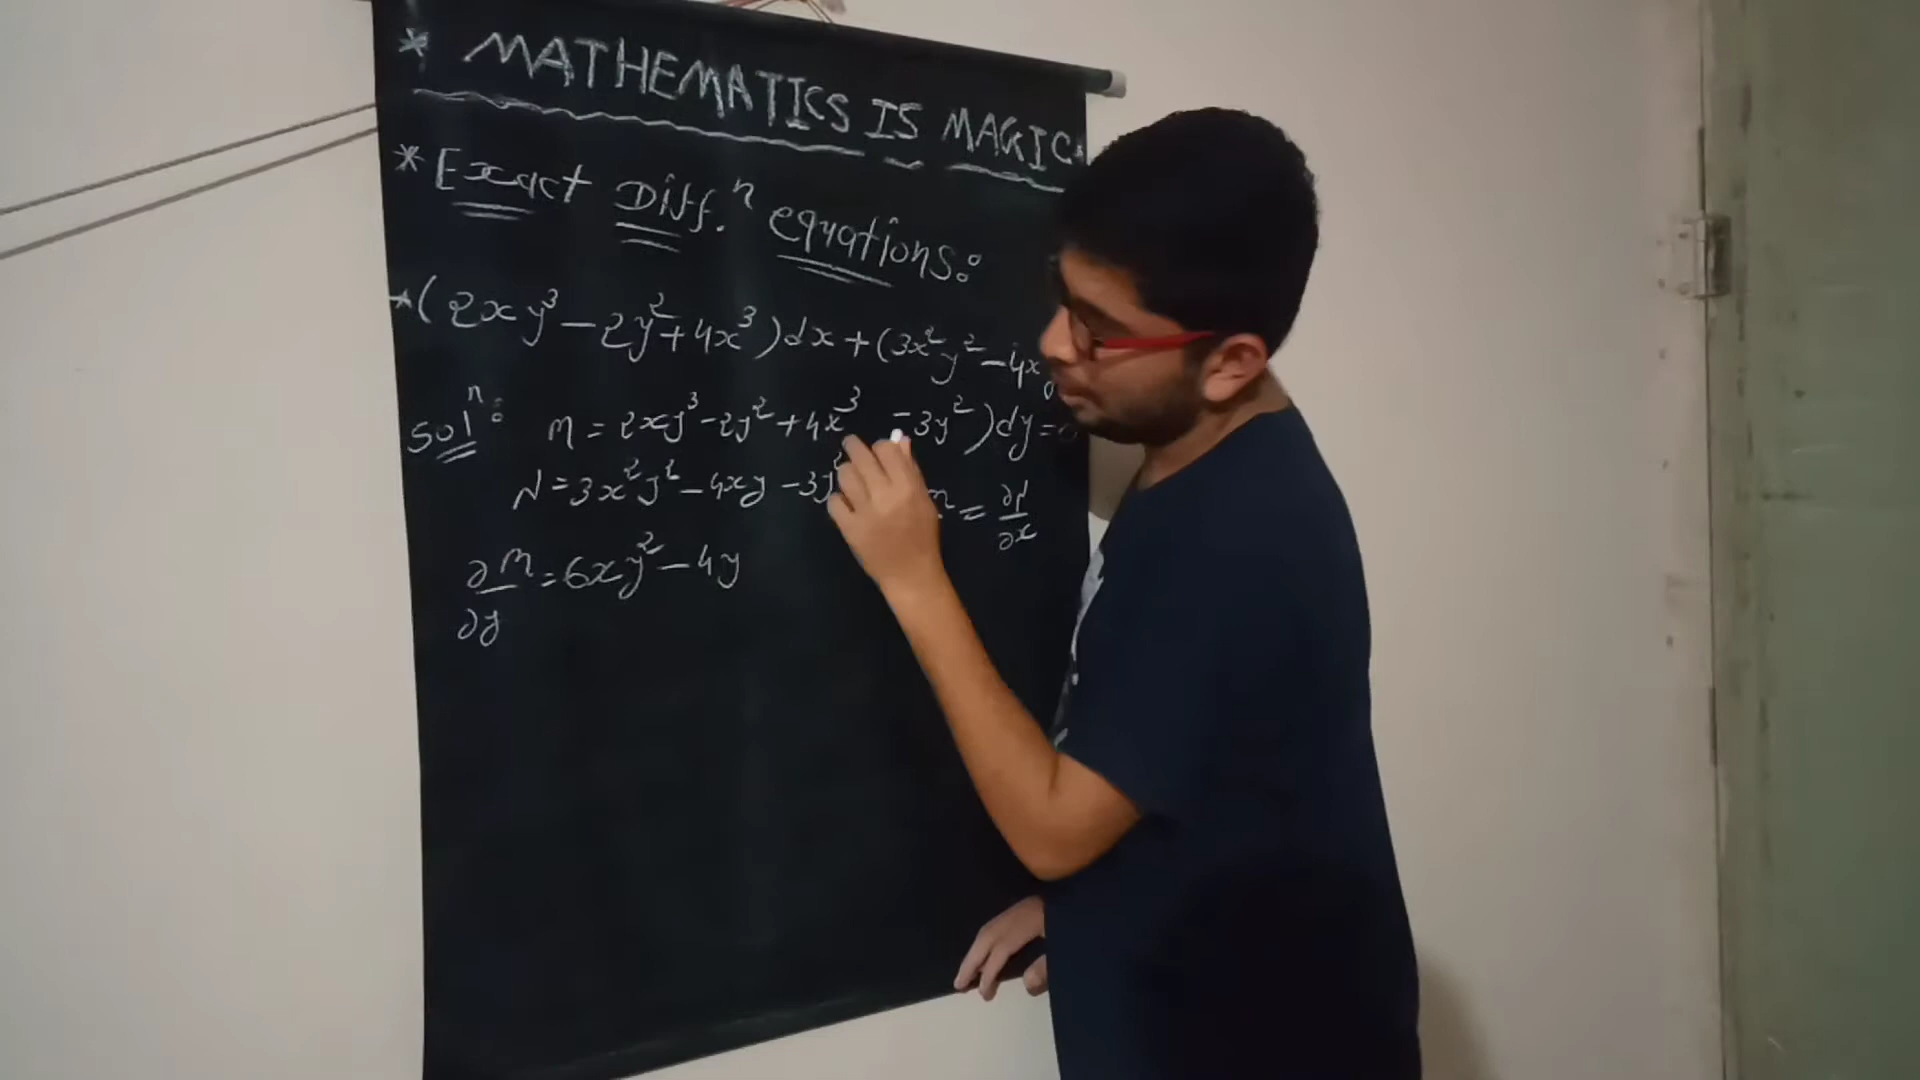 * MATHEMATICS IS MAGIC
* Exact Diff.ⁿ equations:
* (2xy³ - 2y² + 4x³)dx + (3x²y² - 4xy
- 3y²)dy = 0
Solⁿ: M = 2xy³ - 2y² + 4x³
N = 3x²y² - 4xy - 3y²
= ∂N/∂x
∂M/∂y = 6xy² - 4y